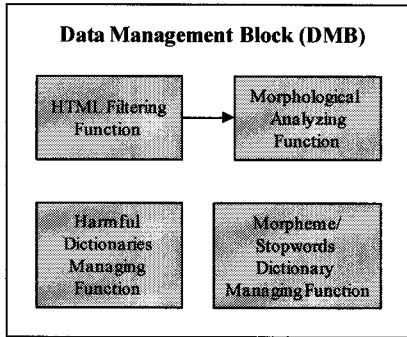 Data Management Block (DMB)
HTML Filtering
Function
Morphological
Analyzing
Function
Harmful
Dictionaries
Managing
Function
Morpheme/
Stopwords
Dictionary
Managing Function